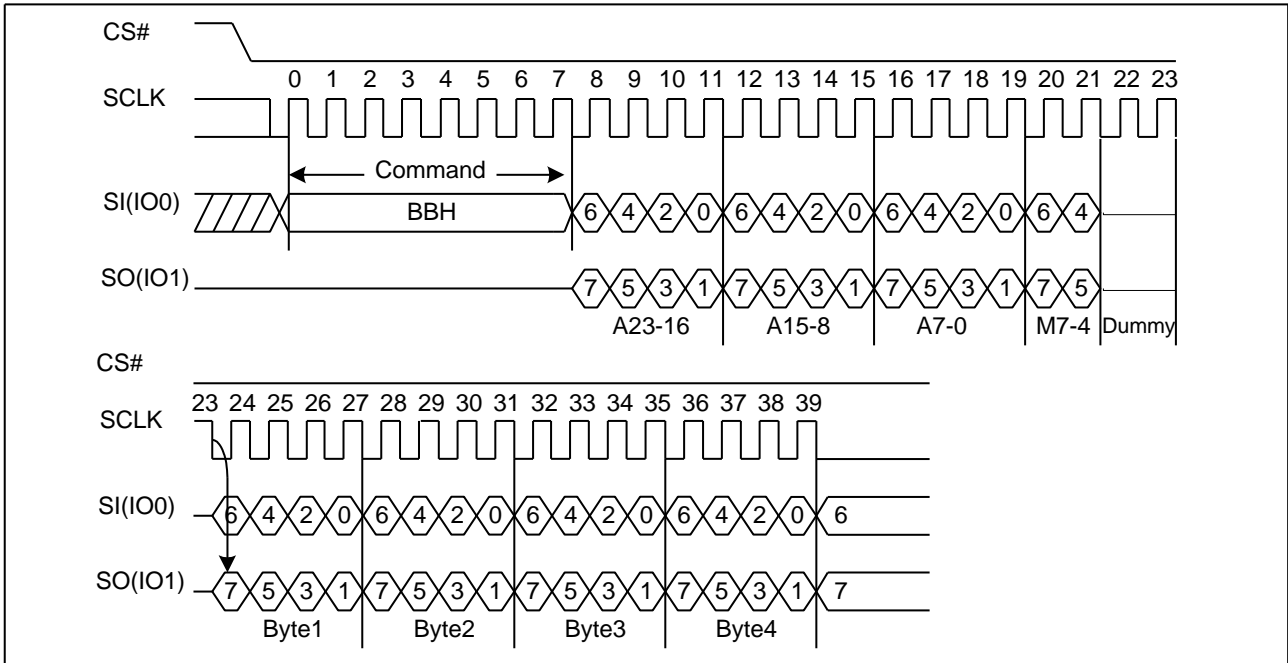 CS#
0 1 2 3 4 5 6 7 8 9 10 11 12 13 14 15 16 17 18 19 20 21 22 23
SCLK
Command
SI(IO0) BBH 6 4 2 0 6 4 2 0 6 4 2 0 6 4
SO(IO1) 7 5 3 1 7 5 3 1 7 5 3 1 7 5
A23-16 A15-8 A7-0 M7-4 Dummy
CS#
23 24 25 26 27 28 29 30 31 32 33 34 35 36 37 38 39
SCLK
SI(IO0) 6 4 2 0 6 4 2 0 6 4 2 0 6 4 2 0 6
SO(IO1) 7 5 3 1 7 5 3 1 7 5 3 1 7 5 3 1 7
Byte1 Byte2 Byte3 Byte4